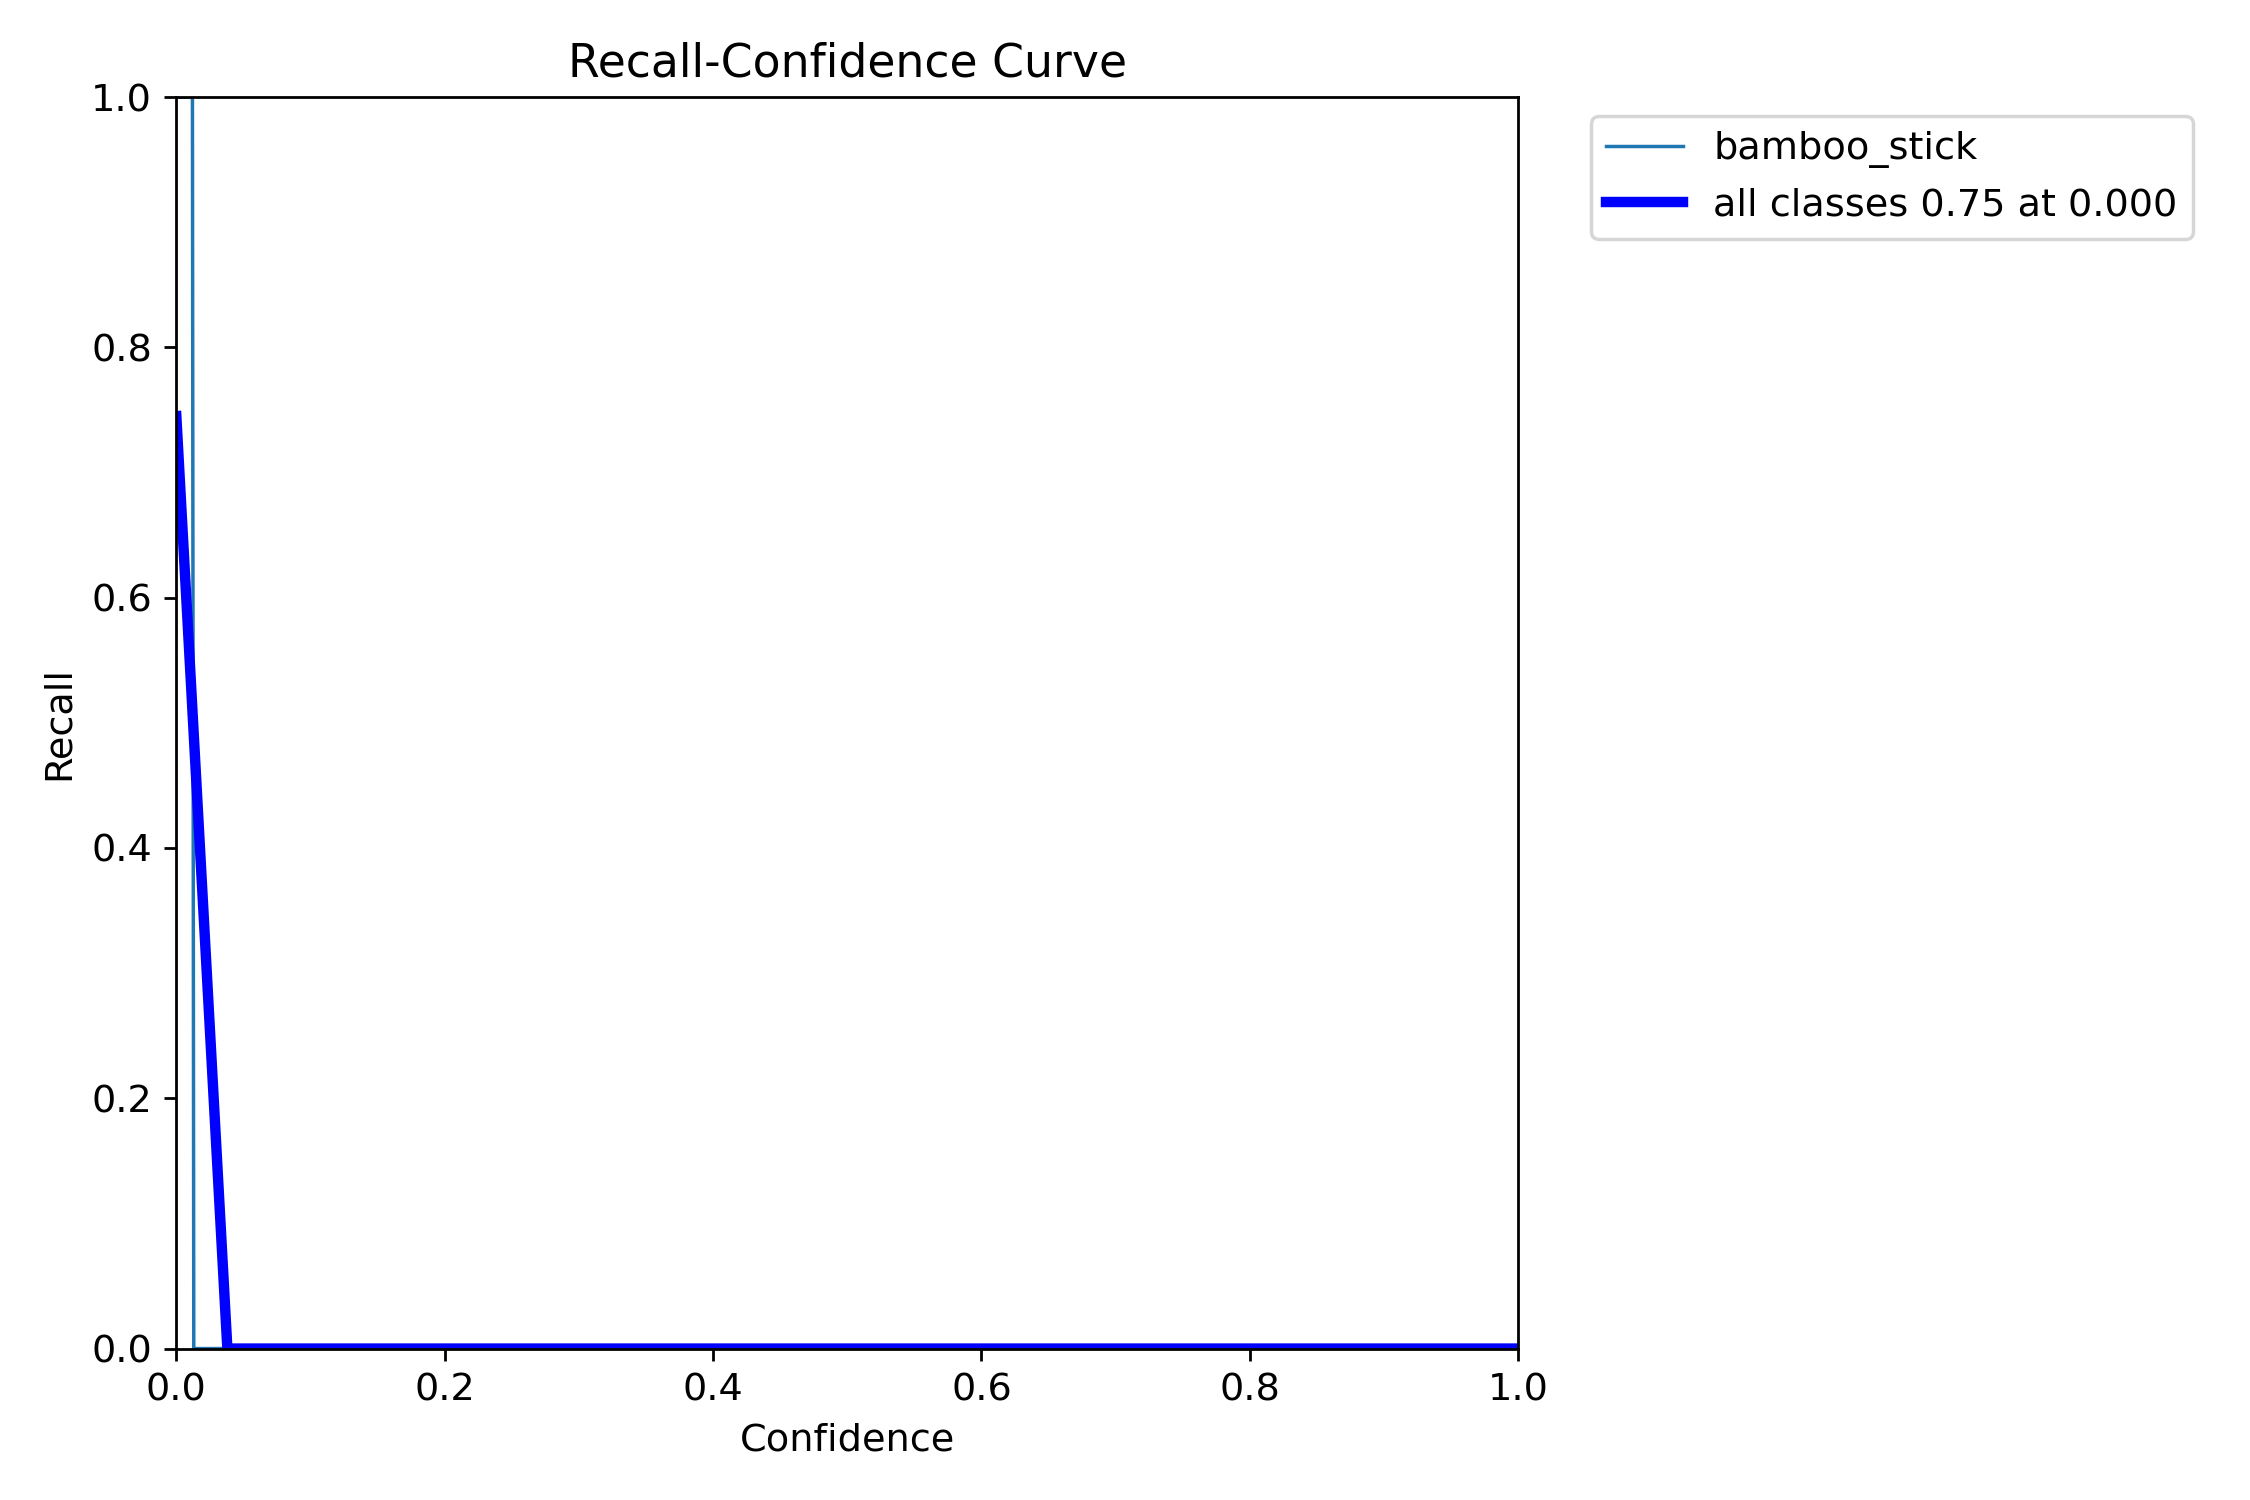 Recall-Confidence Curve
bamboo_stick
all classes 0.75 at 0.000
Recall
1.0
0.8
0.6
0.4
0.2
0.0
0.0 0.2 0.4 0.6 0.8 1.0
Confidence